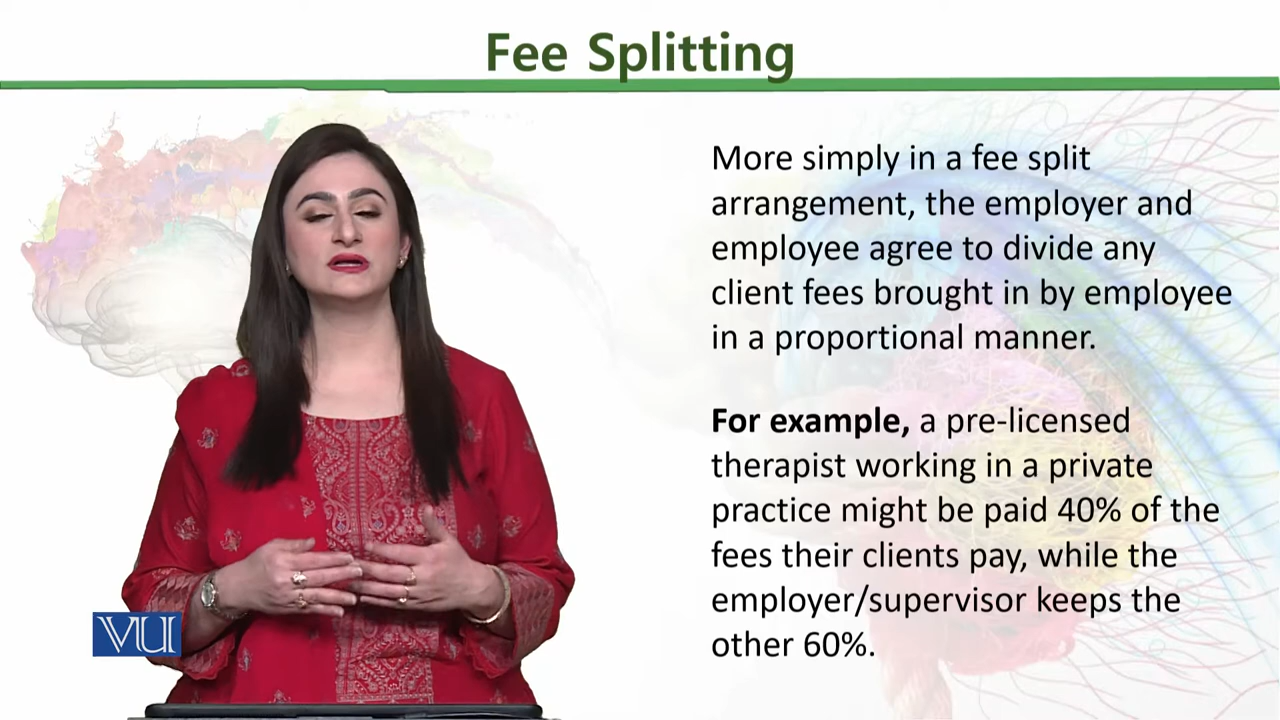 Fee Splitting
More simply in a fee split
arrangement, the employer and
employee agree to divide any
client fees brought in by employee
in a proportional manner.
For example, a pre-licensed
therapist working in a private
practice might be paid 40% of the
fees their clients pay, while the
employer/supervisor keeps the
other 60%.
VU